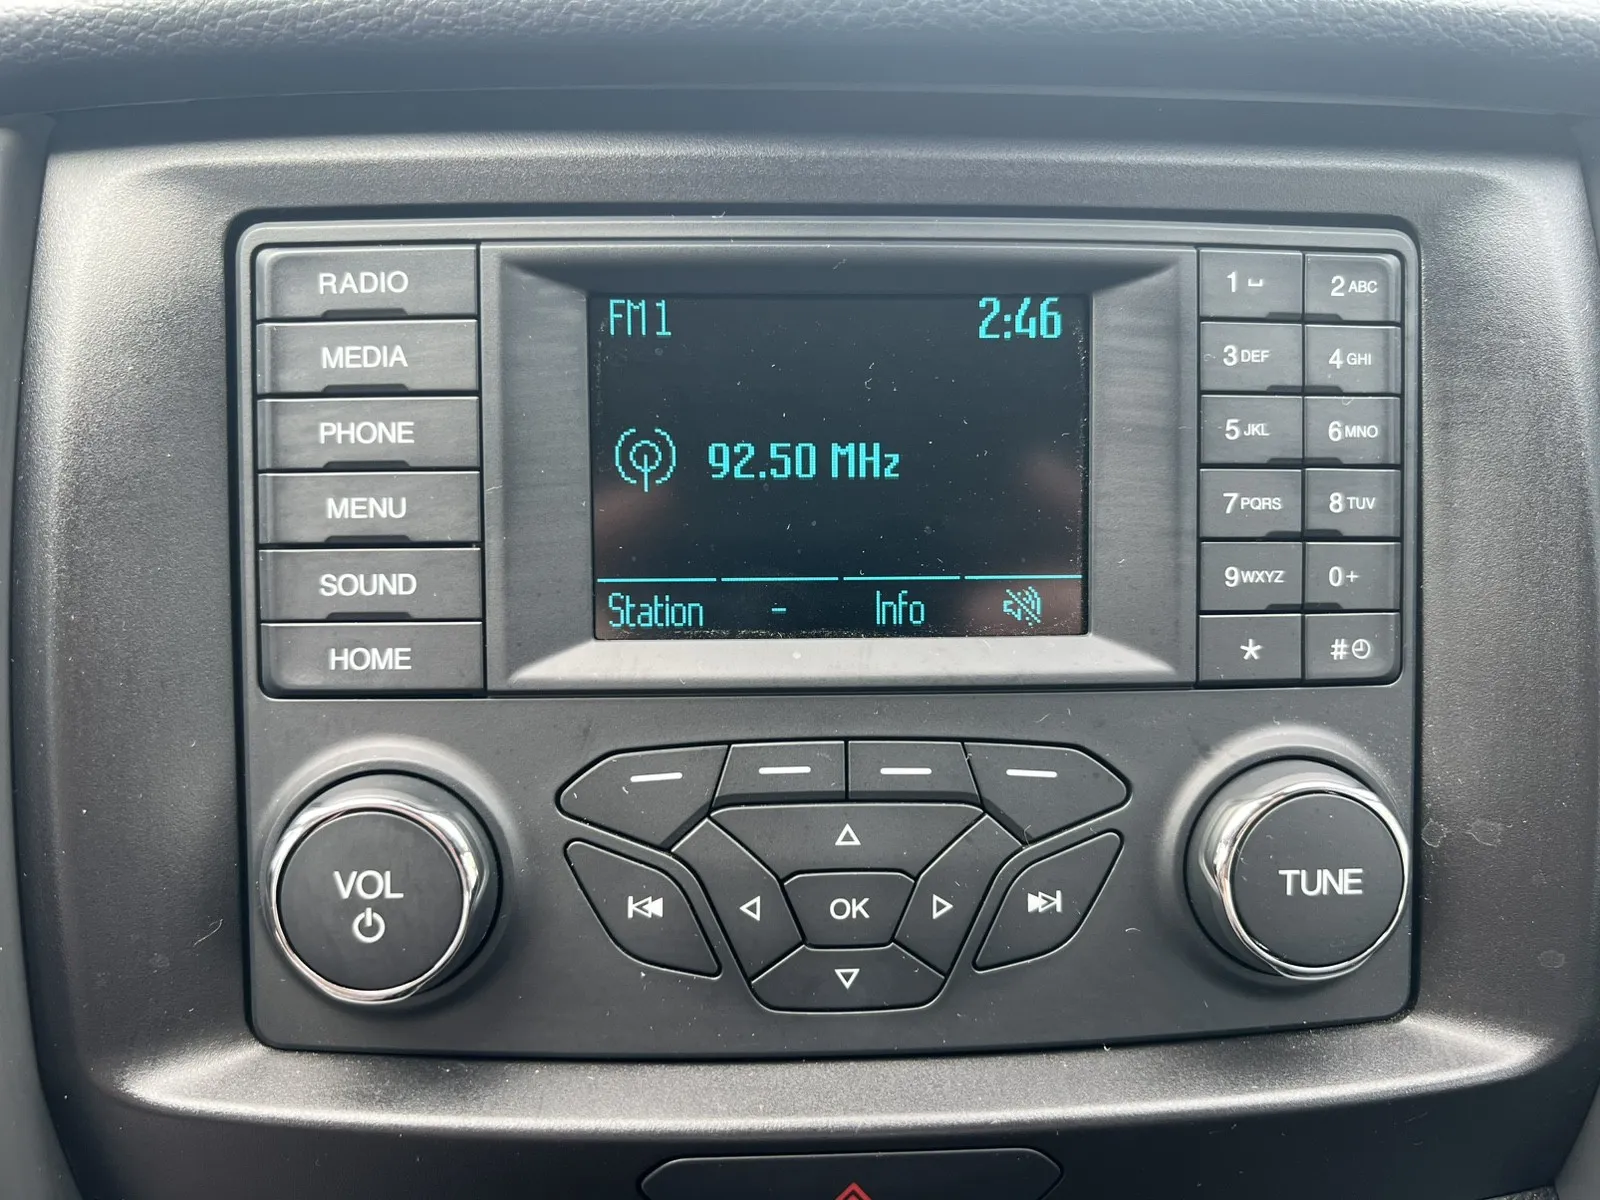 RADIO
MEDIA
PHONE
MENU
SOUND
HOME
FM1 2:46
92.50 MHz
Station - Info
1 ⎵ 2 ABC
3 DEF 4 GHI
5 JKL 6 MNO
7 PQRS 8 TUV
9 WXYZ 0 +
* #
VOL
OK
TUNE